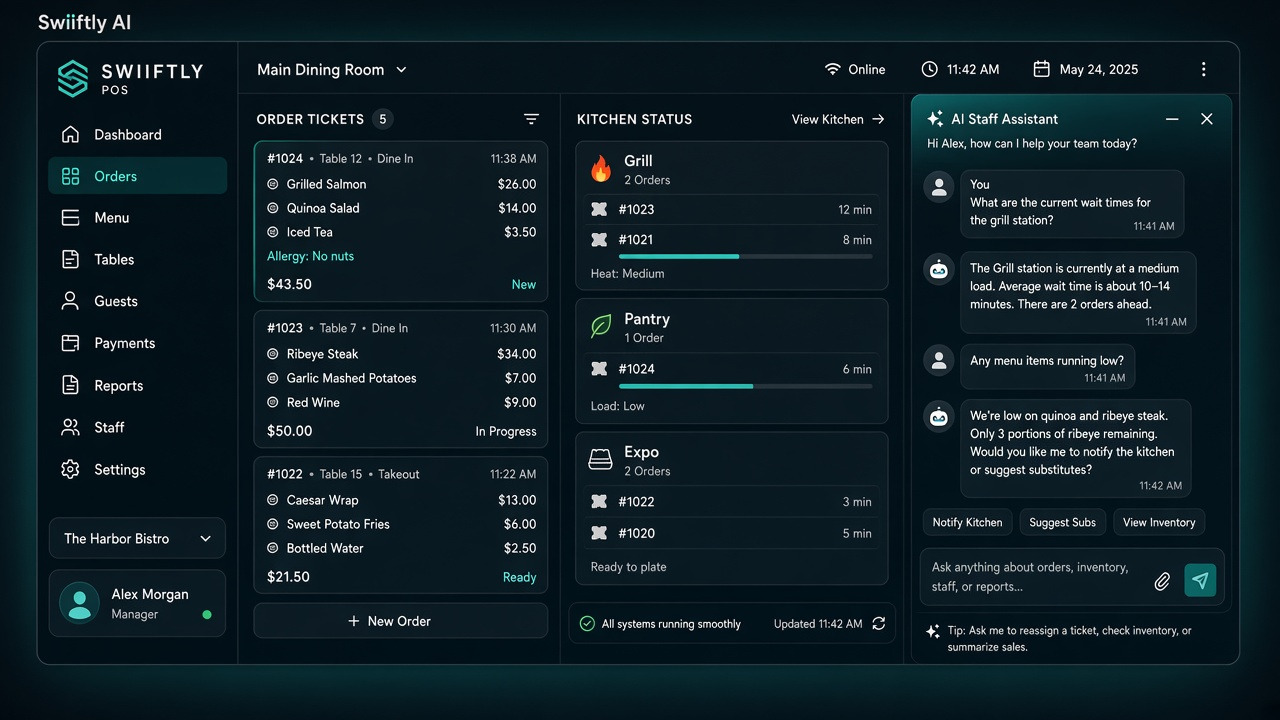 Swiiftly AI
SWIIFTLY
POS
Dashboard
Orders
Menu
Tables
Guests
Payments
Reports
Staff
Settings
The Harbor Bistro
Alex Morgan
Manager
Main Dining Room
Online
11:42 AM
May 24, 2025
ORDER TICKETS 5
#1024 • Table 12 • Dine In 11:38 AM
Grilled Salmon $26.00
Quinoa Salad $14.00
Iced Tea $3.50
Allergy: No nuts
$43.50 New
#1023 • Table 7 • Dine In 11:30 AM
Ribeye Steak $34.00
Garlic Mashed Potatoes $7.00
Red Wine $9.00
$50.00 In Progress
#1022 • Table 15 • Takeout 11:22 AM
Caesar Wrap $13.00
Sweet Potato Fries $6.00
Bottled Water $2.50
$21.50 Ready
+ New Order
KITCHEN STATUS View Kitchen →
Grill
2 Orders
#1023 12 min
#1021 8 min
Heat: Medium
Pantry
1 Order
#1024 6 min
Load: Low
Expo
2 Orders
#1022 3 min
#1020 5 min
Ready to plate
All systems running smoothly Updated 11:42 AM
AI Staff Assistant
Hi Alex, how can I help your team today?
You
What are the current wait times for
the grill station?
11:41 AM
The Grill station is currently at a medium
load. Average wait time is about 10–14
minutes. There are 2 orders ahead.
11:41 AM
Any menu items running low?
11:41 AM
We're low on quinoa and ribeye steak.
Only 3 portions of ribeye remaining.
Would you like me to notify the kitchen
or suggest substitutes?
11:42 AM
Notify Kitchen
Suggest Subs
View Inventory
Ask anything about orders, inventory,
staff, or reports...
Tip: Ask me to reassign a ticket, check inventory, or
summarize sales.